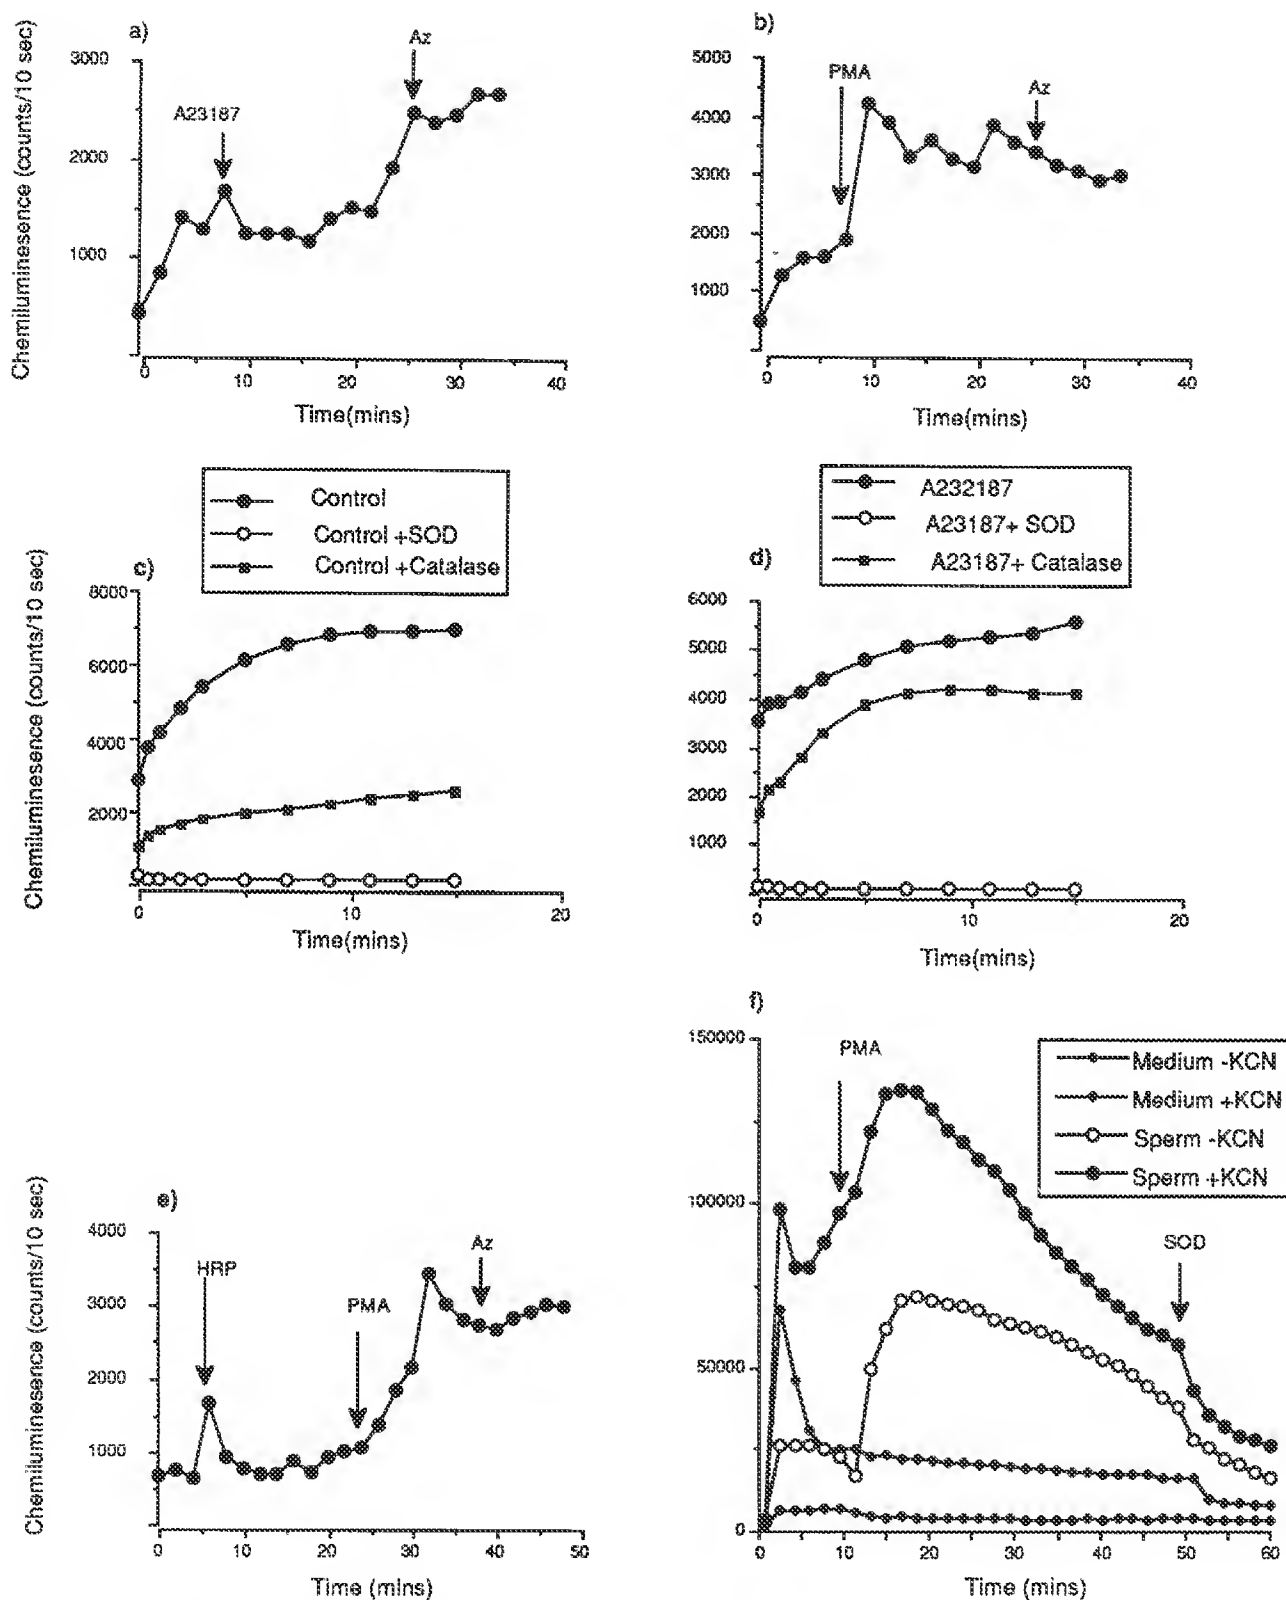 a)
Chemiluminesence (counts/10 sec)
3000
2000
1000
A23187
Az
0
10
20
30
40
Time(mins)
b)
5000
4000
3000
2000
1000
PMA
Az
0
10
20
30
40
Time(mins)
Control
Control +SOD
Control +Catalase
c)
Chemiluminesence (counts/10 sec)
8000
6000
4000
2000
0
0
10
20
Time(mins)
A232187
A23187+ SOD
A23187+ Catalase
d)
6000
5000
4000
3000
2000
1000
0
0
10
20
Time(mins)
e)
Chemiluminesence (counts/10 sec)
4000
3000
2000
1000
HRP
PMA
Az
0
10
20
30
40
50
Time (mins)
f)
150000
100000
50000
0
PMA
SOD
Medium -KCN
Medium +KCN
Sperm -KCN
Sperm +KCN
0
10
20
30
40
50
60
Time (mins)